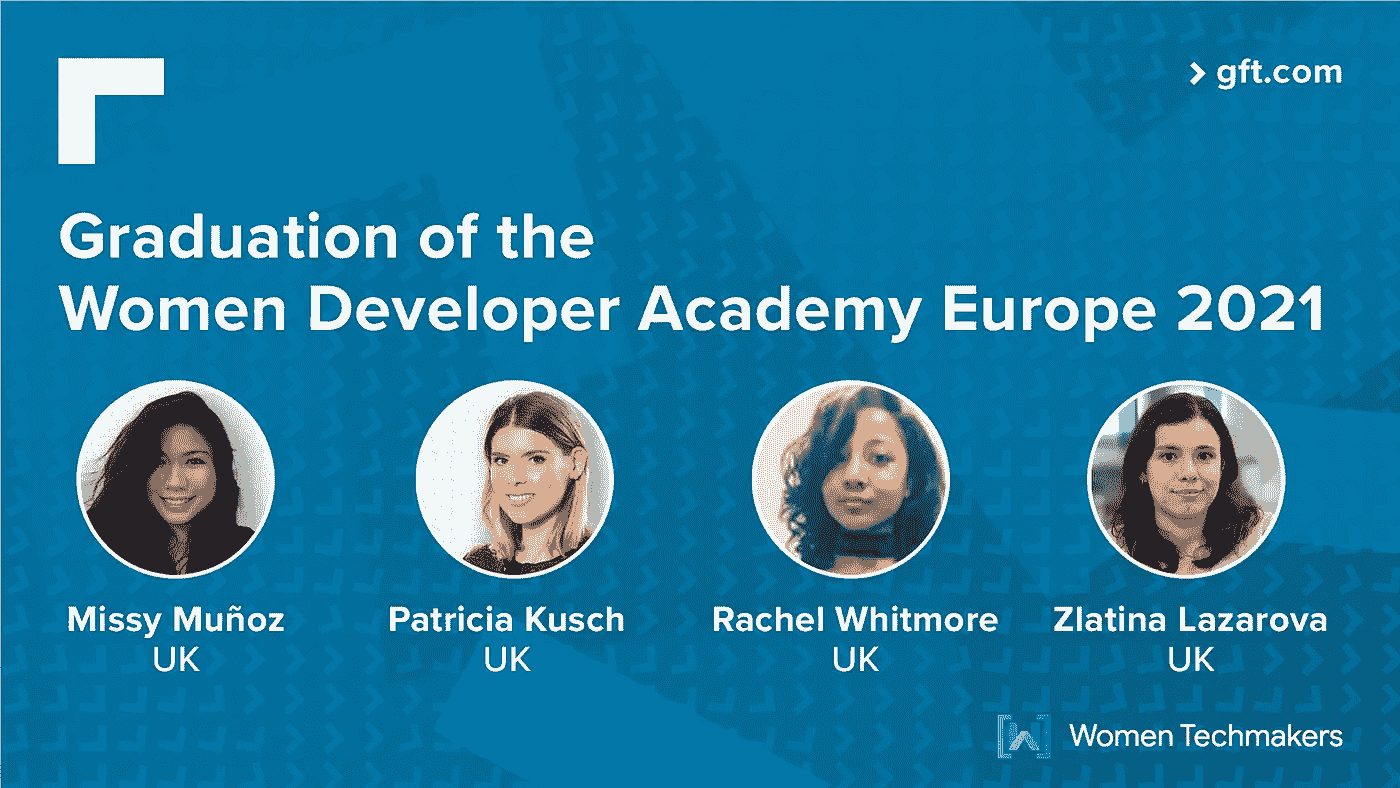 > gft.com
Graduation of the
Women Developer Academy Europe 2021
Missy Muñoz
UK
Patricia Kusch
UK
Rachel Whitmore
UK
Zlatina Lazarova
UK
Women Techmakers